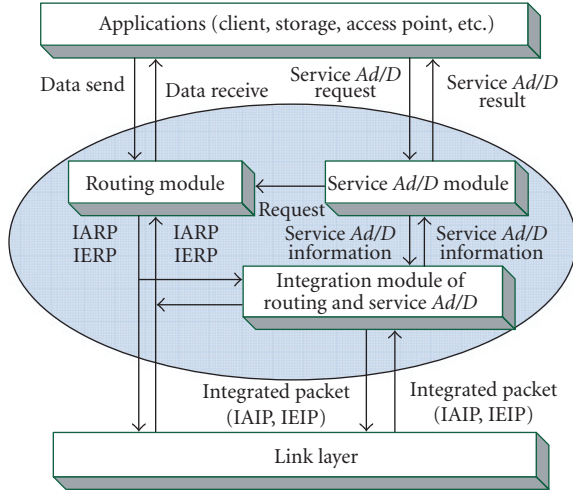 Applications (client, storage, access point, etc.)
Data send
Data receive
Service Ad/D
request
Service Ad/D
result
Routing module
Service Ad/D module
Request
IARP
IERP
IARP
IERP
Service Ad/D
information
Service Ad/D
information
Integration module of
routing and service Ad/D
Integrated packet
(IAIP, IEIP)
Integrated packet
(IAIP, IEIP)
Link layer